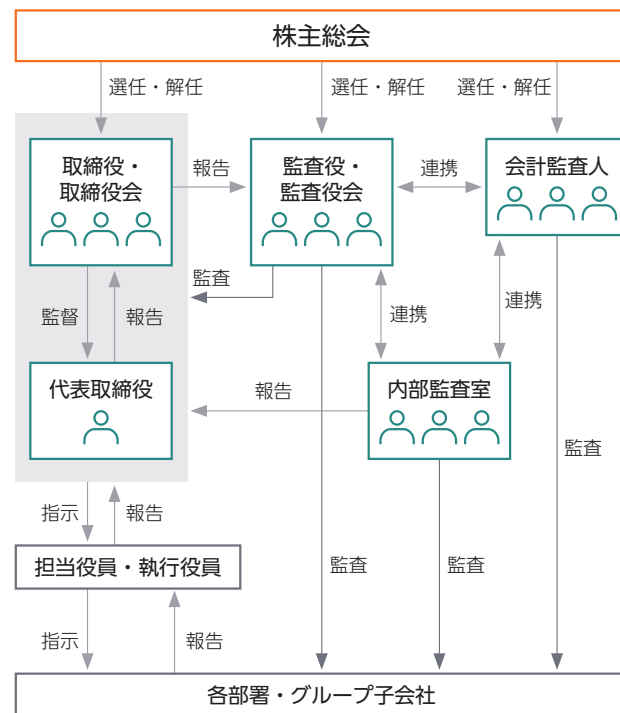 株主総会
選任・解任
選任・解任
選任・解任
取締役・
取締役会
報告
監査役・
監査役会
連携
会計監査人
監査
監督
報告
連携
連携
代表取締役
報告
内部監査室
監査
指示
報告
担当役員・執行役員
監査
監査
指示
報告
各部署・グループ子会社